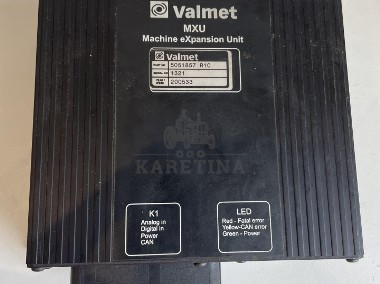 Valmet
MXU
Machine eXpansion Unit
Valmet
5051857 R1C
1321
200533
KARETINA
K1
Analog in
Digital in
Power
CAN
LED
Red - Fatal error
Yellow-CAN error
Green - Power